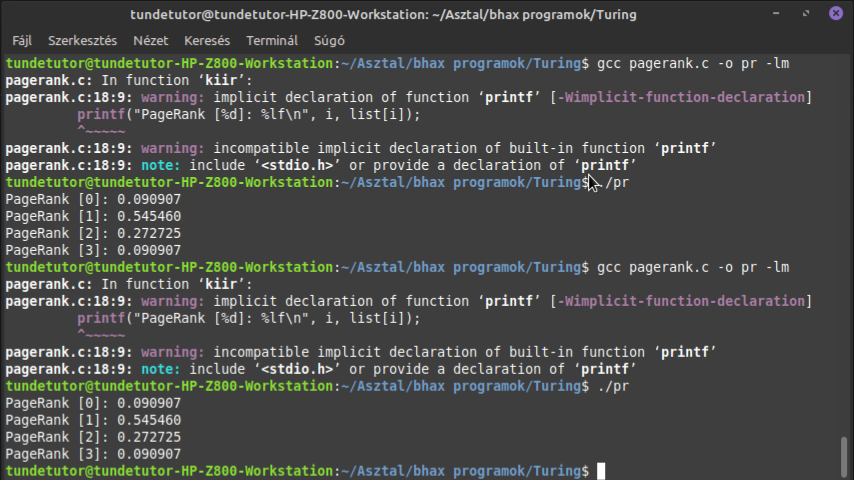 tundetutor@tundetutor-HP-Z800-Workstation: ~/Asztal/bhax programok/Turing
Fájl Szerkesztés Nézet Keresés Terminál Súgó
tundetutor@tundetutor-HP-Z800-Workstation:~/Asztal/bhax programok/Turing$ gcc pagerank.c -o pr -lm
pagerank.c: In function ‘kiir’:
pagerank.c:18:9: warning: implicit declaration of function ‘printf’ [-Wimplicit-function-declaration]
printf("PageRank [%d]: %lf\n", i, list[i]);
^~~~~~
pagerank.c:18:9: warning: incompatible implicit declaration of built-in function ‘printf’
pagerank.c:18:9: note: include ‘<stdio.h>’ or provide a declaration of ‘printf’
tundetutor@tundetutor-HP-Z800-Workstation:~/Asztal/bhax programok/Turing$ ./pr
PageRank [0]: 0.090907
PageRank [1]: 0.545460
PageRank [2]: 0.272725
PageRank [3]: 0.090907
tundetutor@tundetutor-HP-Z800-Workstation:~/Asztal/bhax programok/Turing$ gcc pagerank.c -o pr -lm
pagerank.c: In function ‘kiir’:
pagerank.c:18:9: warning: implicit declaration of function ‘printf’ [-Wimplicit-function-declaration]
printf("PageRank [%d]: %lf\n", i, list[i]);
^~~~~~
pagerank.c:18:9: warning: incompatible implicit declaration of built-in function ‘printf’
pagerank.c:18:9: note: include ‘<stdio.h>’ or provide a declaration of ‘printf’
tundetutor@tundetutor-HP-Z800-Workstation:~/Asztal/bhax programok/Turing$ ./pr
PageRank [0]: 0.090907
PageRank [1]: 0.545460
PageRank [2]: 0.272725
PageRank [3]: 0.090907
tundetutor@tundetutor-HP-Z800-Workstation:~/Asztal/bhax programok/Turing$